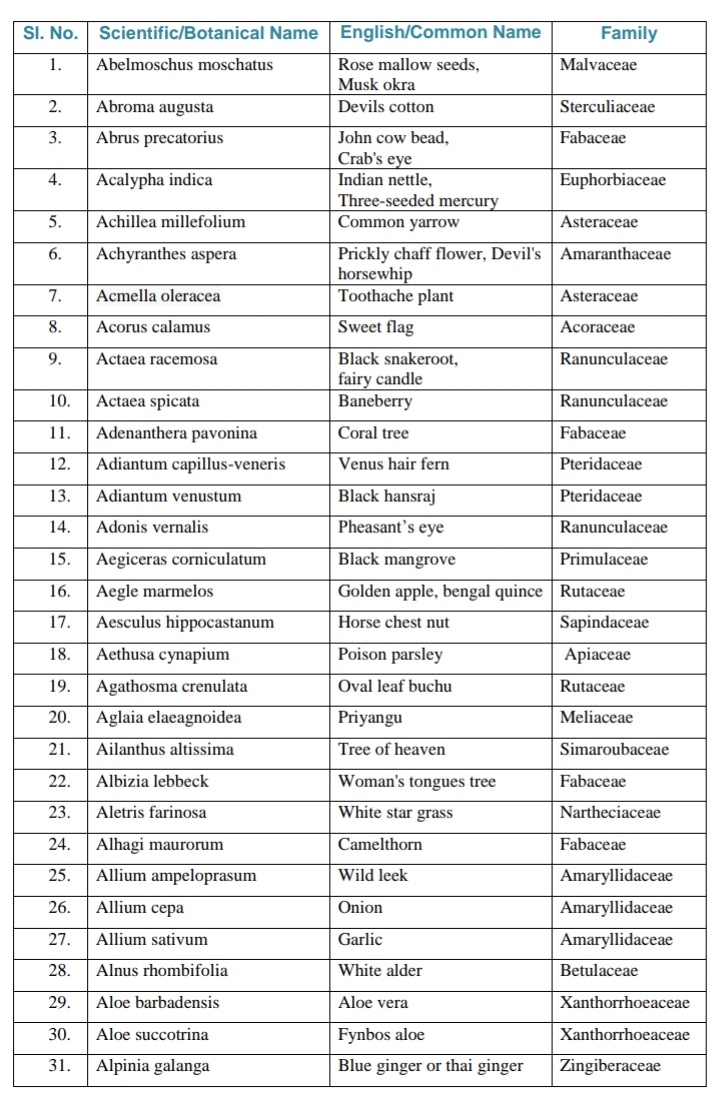 Sl. No. Scientific/Botanical Name English/Common Name Family
1. Abelmoschus moschatus Rose mallow seeds, Malvaceae
Musk okra
2. Abroma augusta Devils cotton Sterculiaceae
3. Abrus precatorius John cow bead, Fabaceae
Crab's eye
4. Acalypha indica Indian nettle, Euphorbiaceae
Three-seeded mercury
5. Achillea millefolium Common yarrow Asteraceae
6. Achyranthes aspera Prickly chaff flower, Devil's Amaranthaceae
horsewhip
7. Acmella oleracea Toothache plant Asteraceae
8. Acorus calamus Sweet flag Acoraceae
9. Actaea racemosa Black snakeroot, Ranunculaceae
fairy candle
10. Actaea spicata Baneberry Ranunculaceae
11. Adenanthera pavonina Coral tree Fabaceae
12. Adiantum capillus-veneris Venus hair fern Pteridaceae
13. Adiantum venustum Black hansraj Pteridaceae
14. Adonis vernalis Pheasant’s eye Ranunculaceae
15. Aegiceras corniculatum Black mangrove Primulaceae
16. Aegle marmelos Golden apple, bengal quince Rutaceae
17. Aesculus hippocastanum Horse chest nut Sapindaceae
18. Aethusa cynapium Poison parsley Apiaceae
19. Agathosma crenulata Oval leaf buchu Rutaceae
20. Aglaia elaeagnoidea Priyangu Meliaceae
21. Ailanthus altissima Tree of heaven Simaroubaceae
22. Albizia lebbeck Woman's tongues tree Fabaceae
23. Aletris farinosa White star grass Nartheciaceae
24. Alhagi maurorum Camelthorn Fabaceae
25. Allium ampeloprasum Wild leek Amaryllidaceae
26. Allium cepa Onion Amaryllidaceae
27. Allium sativum Garlic Amaryllidaceae
28. Alnus rhombifolia White alder Betulaceae
29. Aloe barbadensis Aloe vera Xanthorrhoeaceae
30. Aloe succotrina Fynbos aloe Xanthorrhoeaceae
31. Alpinia galanga Blue ginger or thai ginger Zingiberaceae